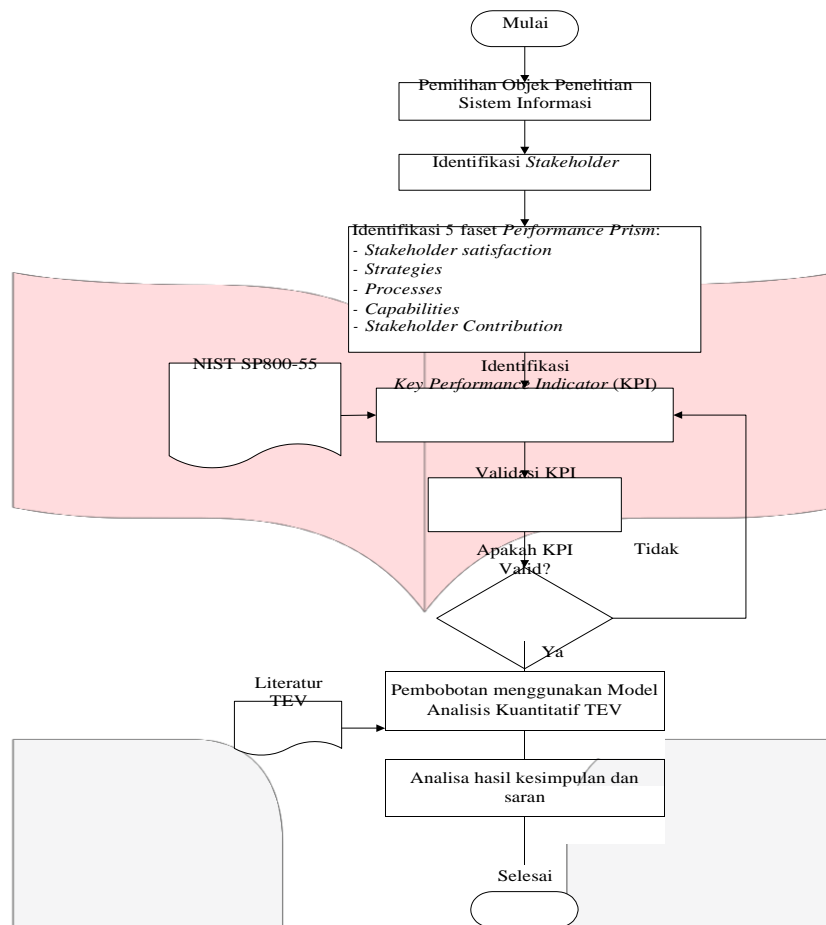 Mulai
Pemilihan Objek Penelitian
Sistem Informasi
Identifikasi Stakeholder
Identifikasi 5 faset Performance Prism:
- Stakeholder satisfaction
- Strategies
- Processes
- Capabilities
- Stakeholder Contribution
NIST SP800-55
Identifikasi
Key Performance Indicator (KPI)
Validasi KPI
Apakah KPI
Valid?
Tidak
Ya
Literatur
TEV
Pembobotan menggunakan Model
Analisis Kuantitatif TEV
Analisa hasil kesimpulan dan
saran
Selesai